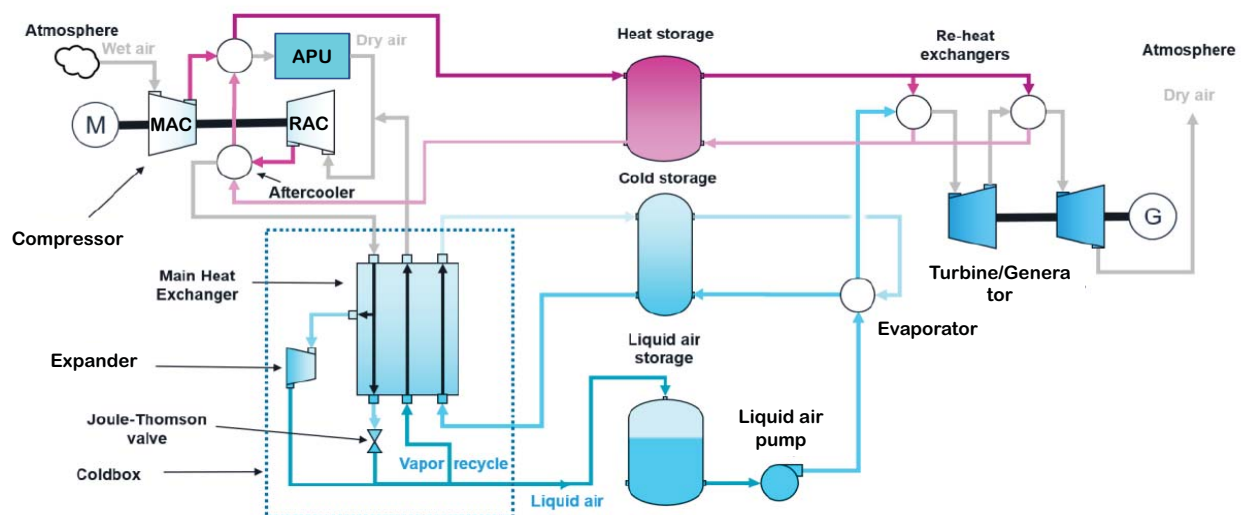 Atmosphere
Wet air
APU
Dry air
M
MAC
RAC
Aftercooler
Compressor
Heat storage
Re-heat
exchangers
Atmosphere
Dry air
Cold storage
G
Turbine/Genera
tor
Main Heat
Exchanger
Evaporator
Liquid air
storage
Expander
Joule-Thomson
valve
Liquid air
pump
Coldbox
Vapor recycle
Liquid air